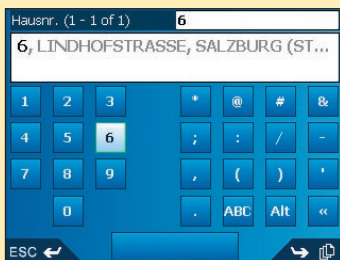 Hausnr. (1 - 1 of 1) 6
6, LINDHOFSTRASSE, SALZBURG (ST...
1 2 3 * @ # &
4 5 6 ; : / -
7 8 9 , ( ) '
0 . ABC Alt «
ESC